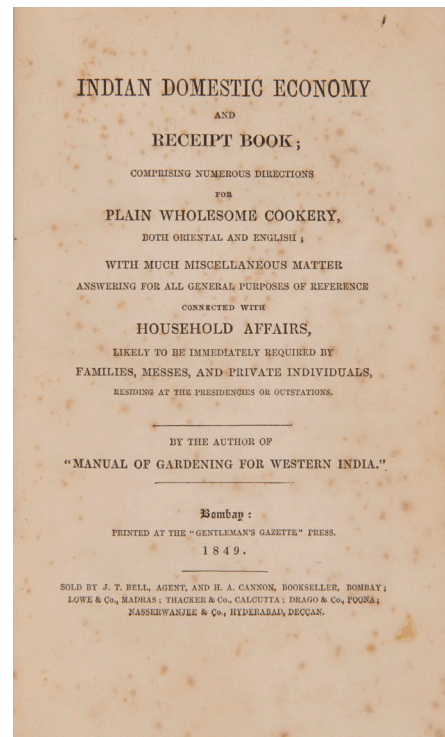 INDIAN DOMESTIC ECONOMY
AND
RECEIPT BOOK;
COMPRISING NUMEROUS DIRECTIONS
FOR
PLAIN WHOLESOME COOKERY,
BOTH ORIENTAL AND ENGLISH;
WITH MUCH MISCELLANEOUS MATTER
ANSWERING FOR ALL GENERAL PURPOSES OF REFERENCE
CONNECTED WITH
HOUSEHOLD AFFAIRS,
LIKELY TO BE IMMEDIATELY REQUIRED BY
FAMILIES, MESSES, AND PRIVATE INDIVIDUALS,
RESIDING AT THE PRESIDENCIES OR OUTSTATIONS.
BY THE AUTHOR OF
"MANUAL OF GARDENING FOR WESTERN INDIA."
Bombay:
PRINTED AT THE "GENTLEMAN'S GAZETTE" PRESS.
1849.
SOLD BY J. T. BELL, AGENT, AND H. A. CANNON, BOOKSELLER, BOMBAY;
LOWE & Co., MADRAS; THACKER & Co., CALCUTTA; DRAGO & Co., POONA;
NASSERWANJEE & Co., HYDERABAD, DECCAN.